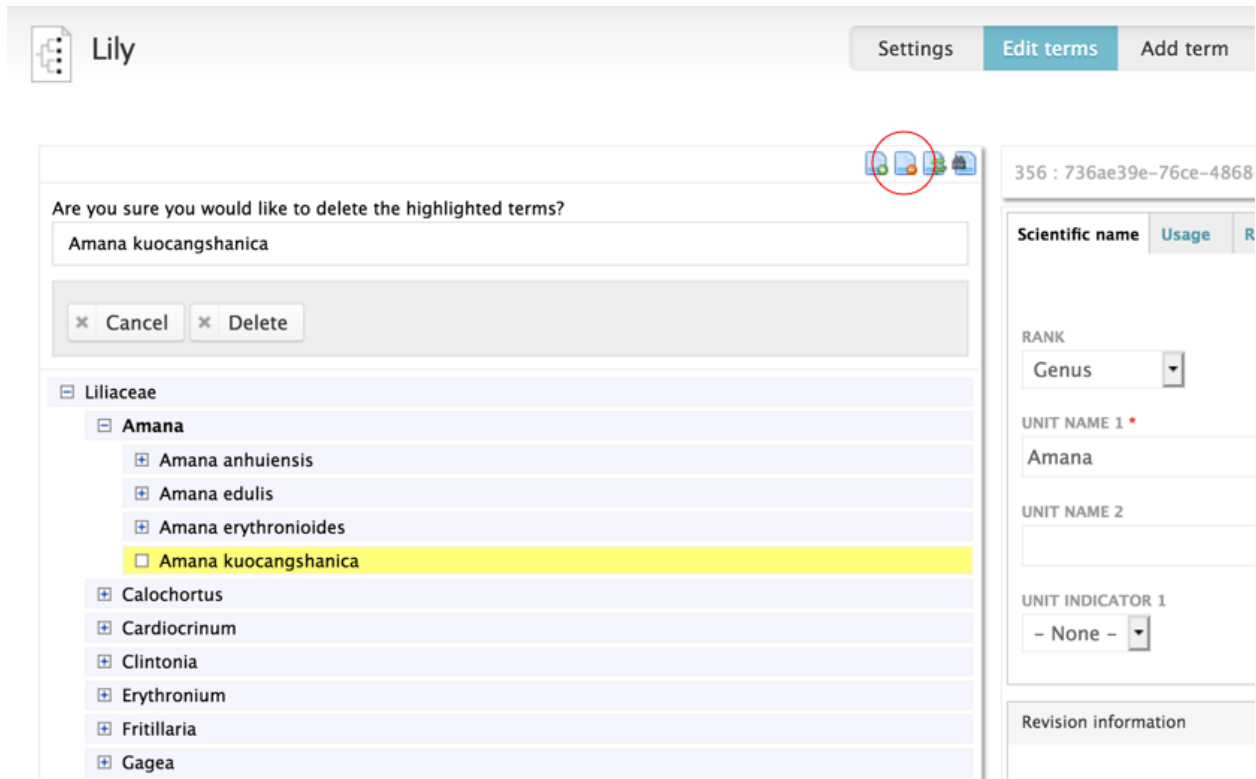 Lily
Settings Edit terms Add term
356 : 736ae39e-76ce-4868-
Are you sure you would like to delete the highlighted terms?
Amana kuocangshanica
Cancel Delete
Liliaceae
Amana
Amana anhuiensis
Amana edulis
Amana erythronioides
Amana kuocangshanica
Calochortus
Cardiocrinum
Clintonia
Erythronium
Fritillaria
Gagea
Scientific name Usage R
RANK
Genus
UNIT NAME 1 *
Amana
UNIT NAME 2
UNIT INDICATOR 1
– None –
Revision information